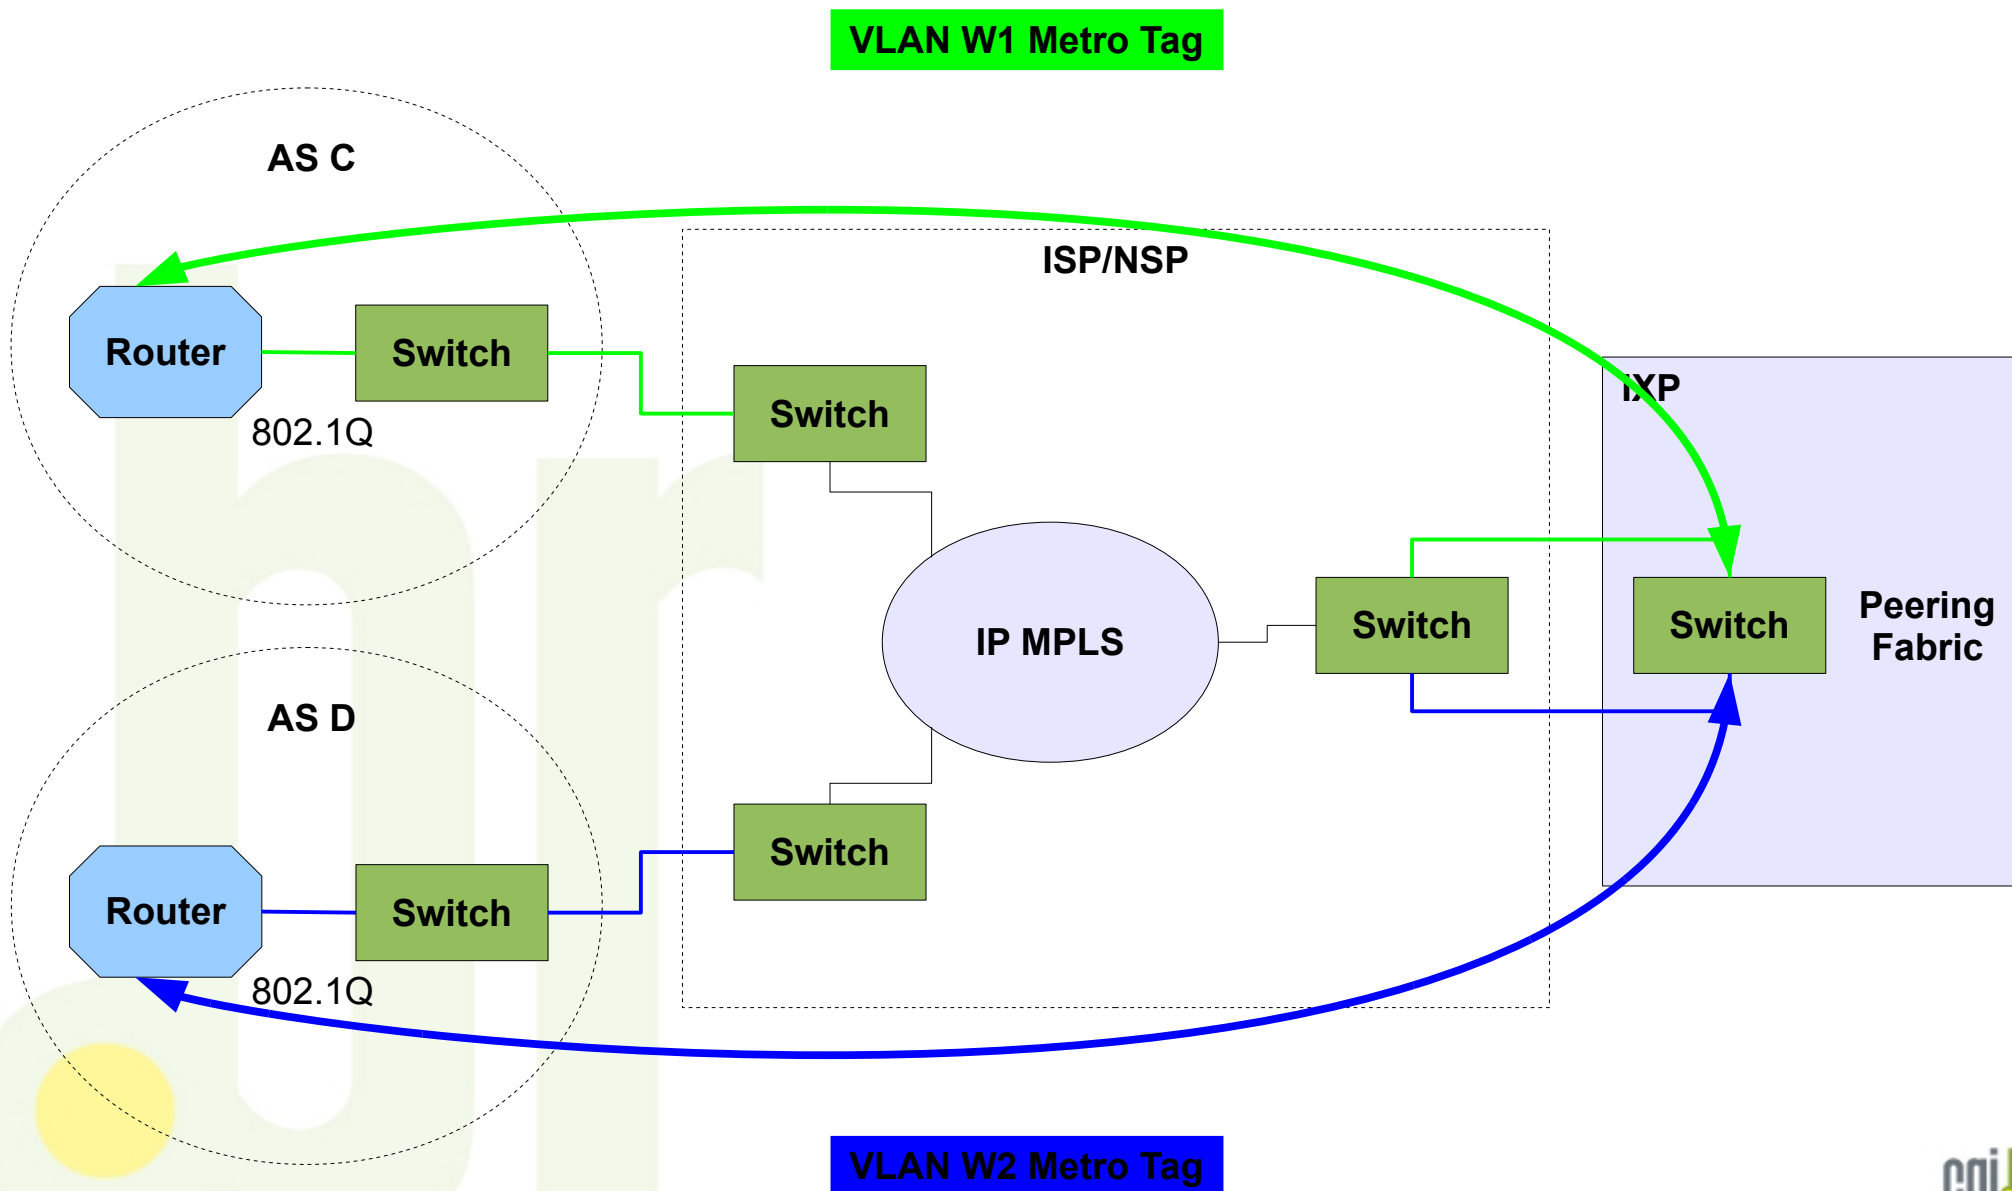 VLAN W1 Metro Tag
AS C
ISP/NSP
Router
Switch
802.1Q
Switch
IXP
IP MPLS
Switch
Switch
Peering
Fabric
AS D
Switch
Router
Switch
802.1Q
VLAN W2 Metro Tag
cgi